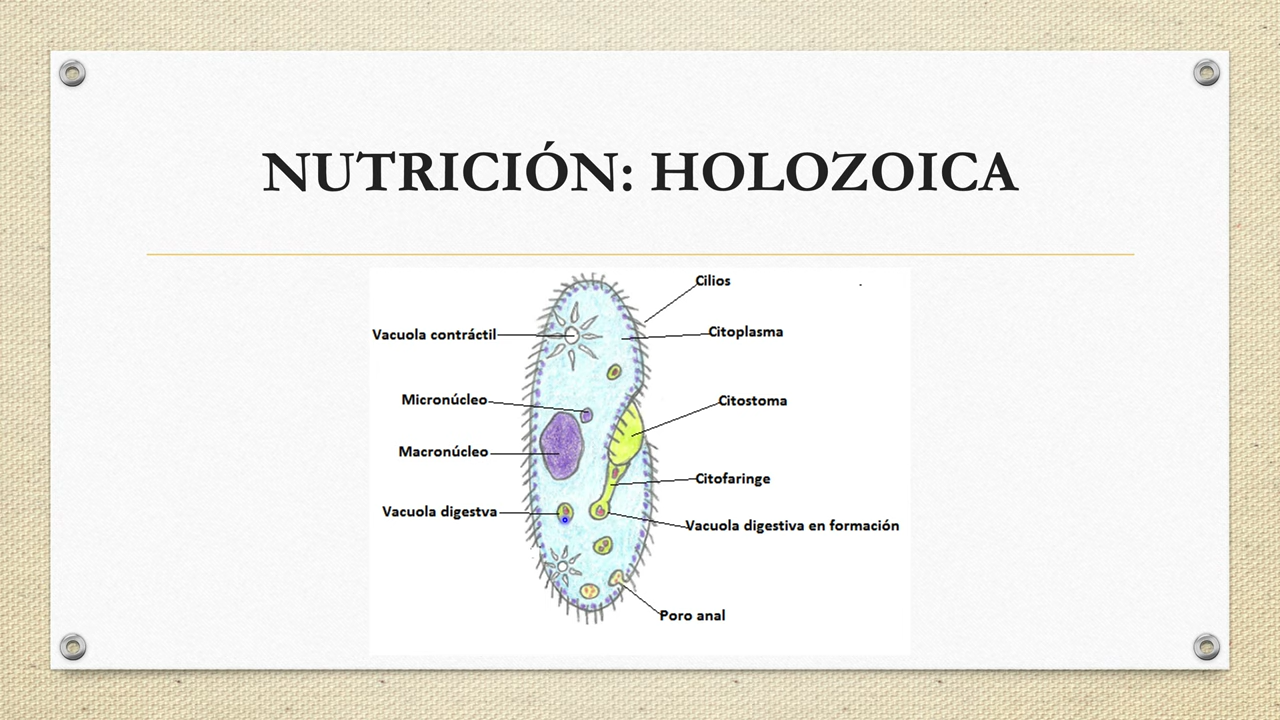 NUTRICIÓN: HOLOZOICA
Cilios
Vacuola contráctil
Citoplasma
Micronúcleo
Citostoma
Macronúcleo
Citofaringe
Vacuola digestva
Vacuola digestiva en formación
Poro anal